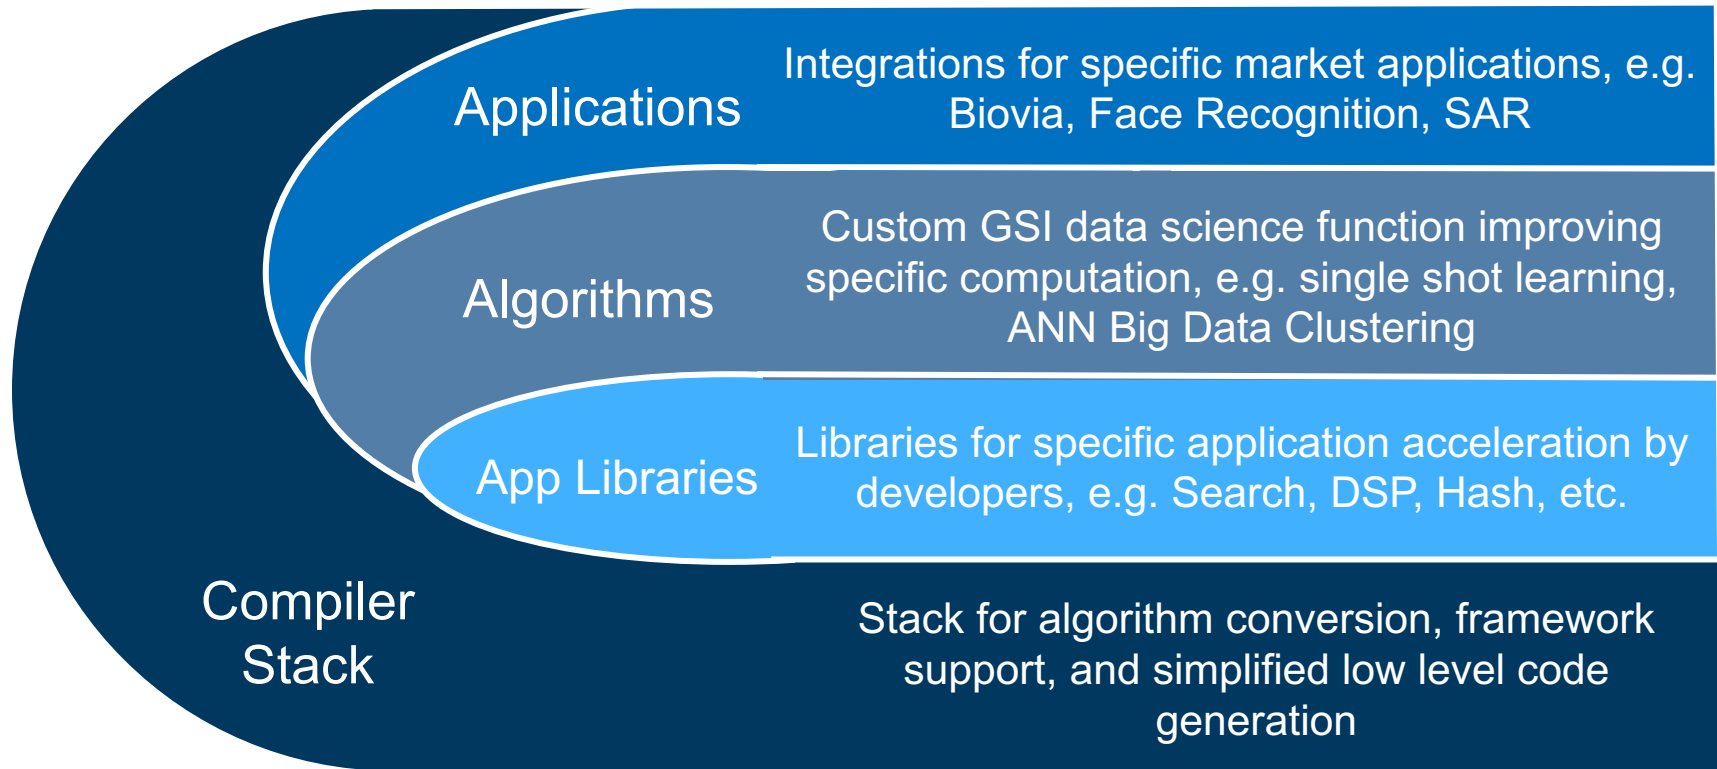 Applications
Integrations for specific market applications, e.g.
Biovia, Face Recognition, SAR
Algorithms
Custom GSI data science function improving
specific computation, e.g. single shot learning,
ANN Big Data Clustering
App Libraries
Libraries for specific application acceleration by
developers, e.g. Search, DSP, Hash, etc.
Compiler
Stack
Stack for algorithm conversion, framework
support, and simplified low level code
generation